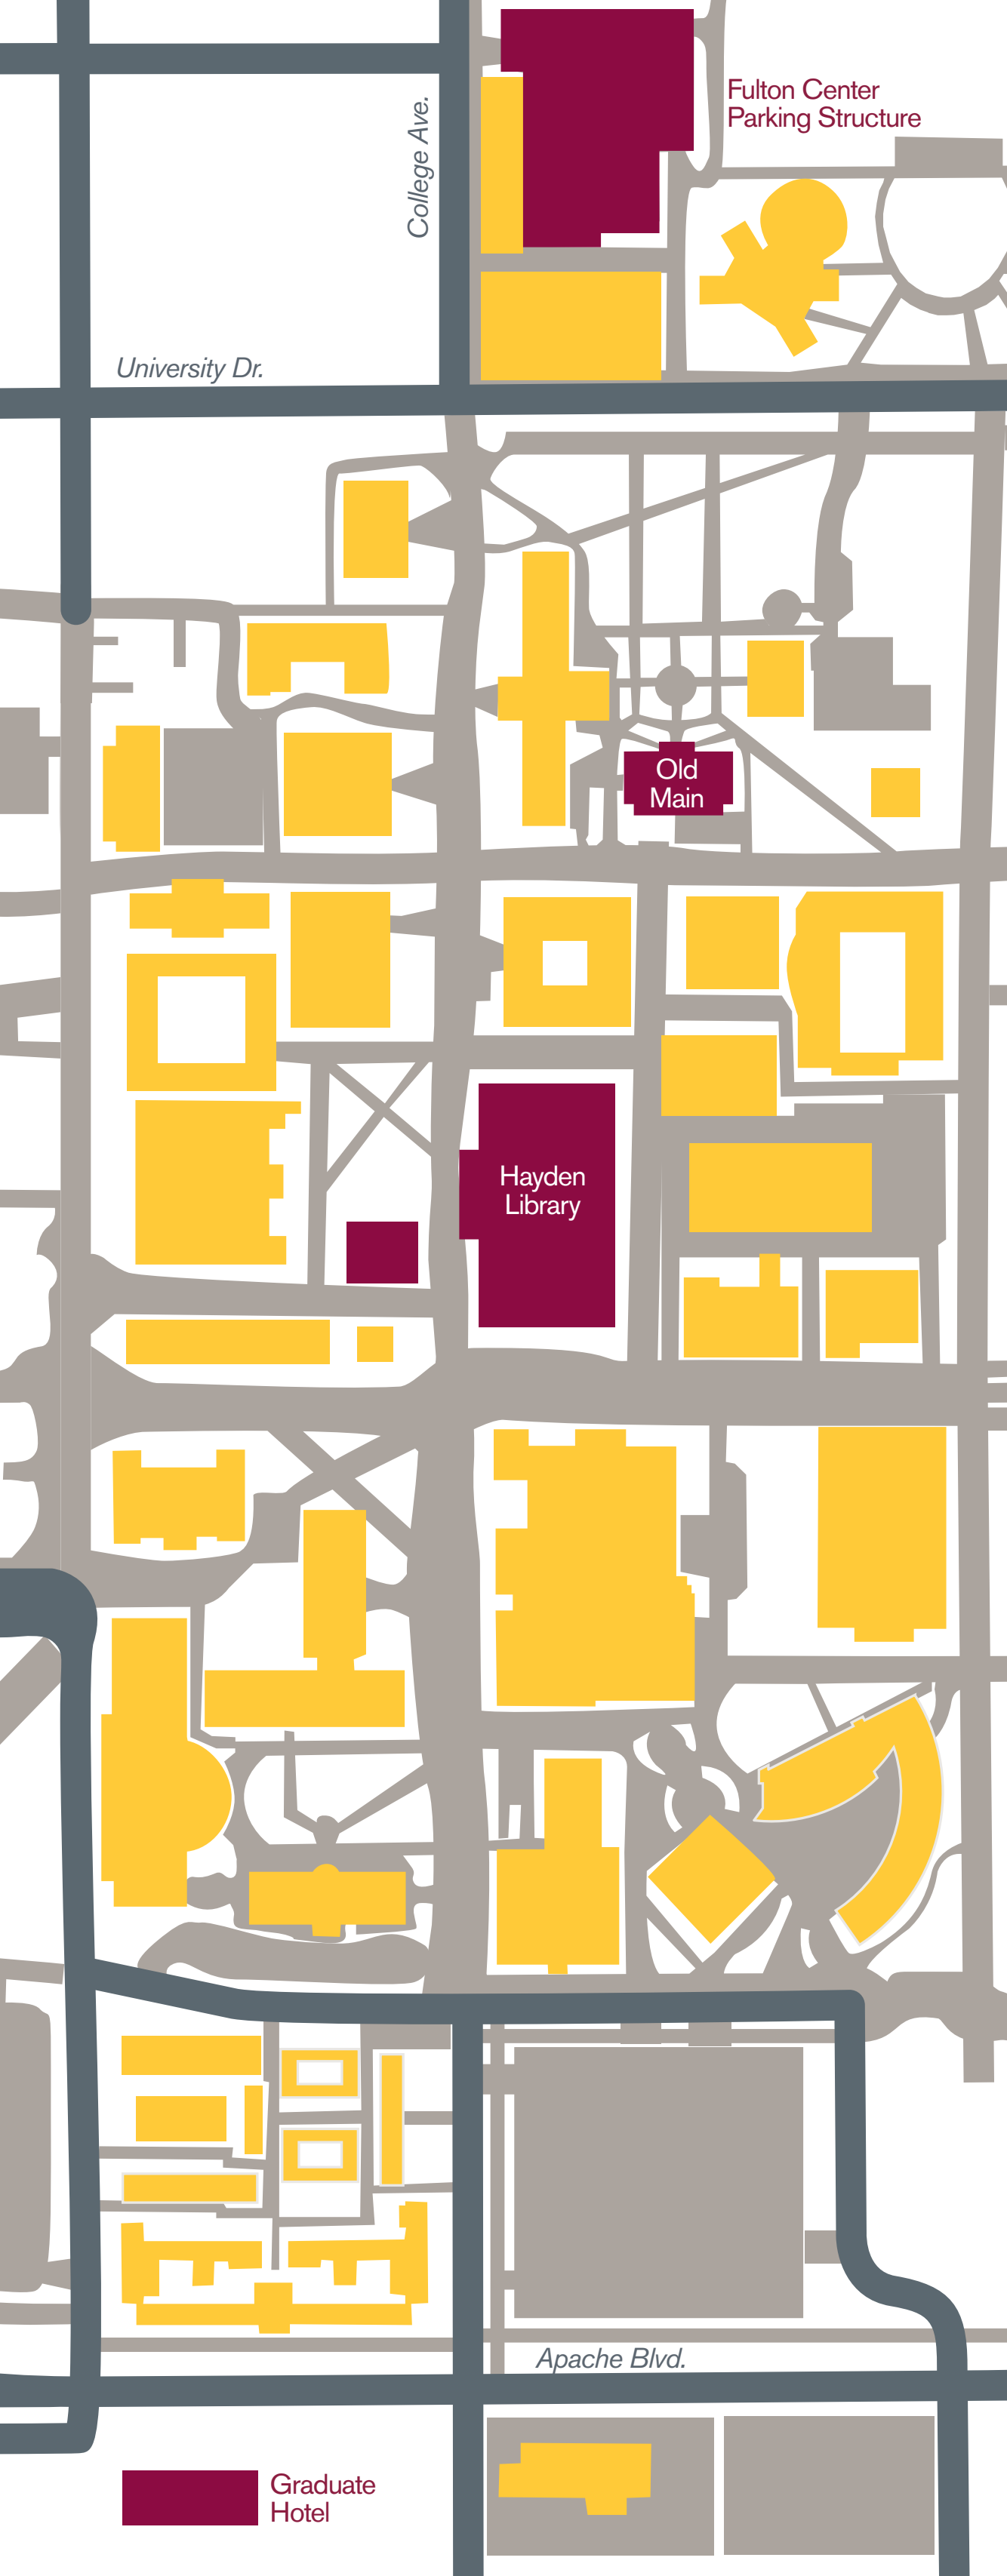 Fulton Center
Parking Structure
College Ave.
University Dr.
Old
Main
Hayden
Library
Apache Blvd.
Graduate
Hotel